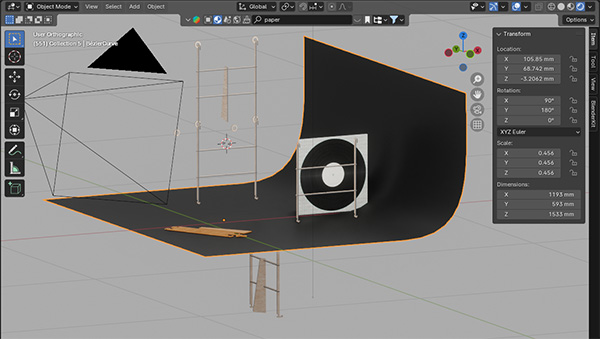 Object Mode View Select Add Object Global
paper Options
User Orthographic
(551) Collection 5 | BézierCurve
Transform
Location:
X 105.85 mm
Y 68.742 mm
Z -3.2062 mm
Rotation:
X 90°
Y 180°
Z 0°
XYZ Euler
Scale:
X 0.456
Y 0.456
Z 0.456
Dimensions:
X 1193 mm
Y 593 mm
Z 1533 mm
Item
Tool
View
BlenderKit
Z
X
Y